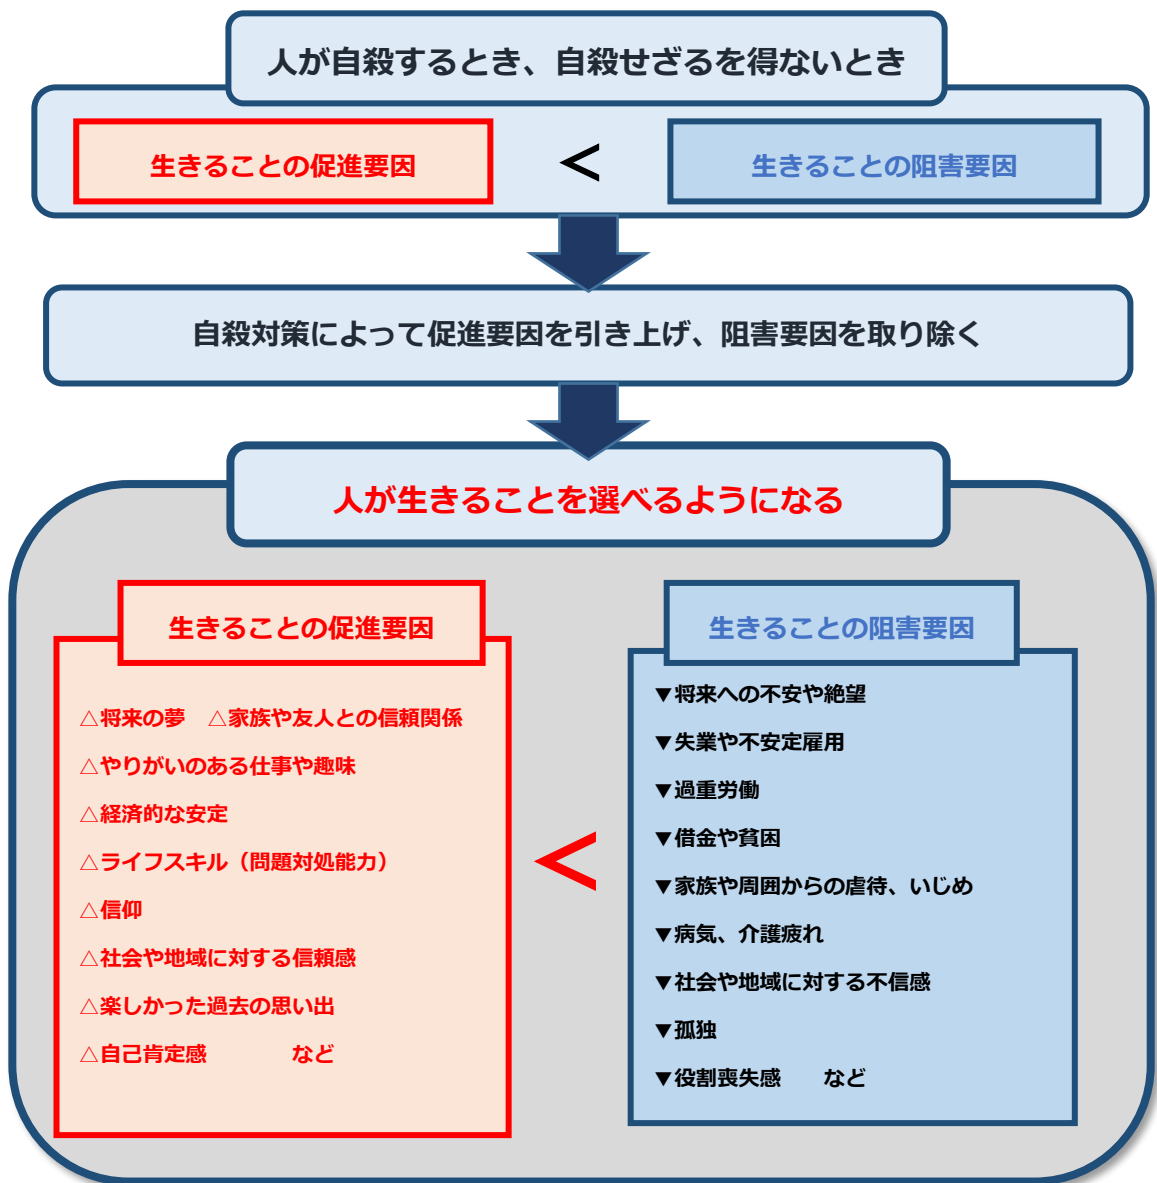 人が自殺するとき、自殺せざるを得ないとき
生きることの促進要因 < 生きることの阻害要因
自殺対策によって促進要因を引き上げ、阻害要因を取り除く
人が生きることを選べるようになる
生きることの促進要因
△将来の夢 △家族や友人との信頼関係
△やりがいのある仕事や趣味
△経済的な安定
△ライフスキル（問題対処能力）
△信仰
△社会や地域に対する信頼感
△楽しかった過去の思い出
△自己肯定感 など
<
生きることの阻害要因
▼将来への不安や絶望
▼失業や不安定雇用
▼過重労働
▼借金や貧困
▼家族や周囲からの虐待、いじめ
▼病気、介護疲れ
▼社会や地域に対する不信感
▼孤独
▼役割喪失感 など